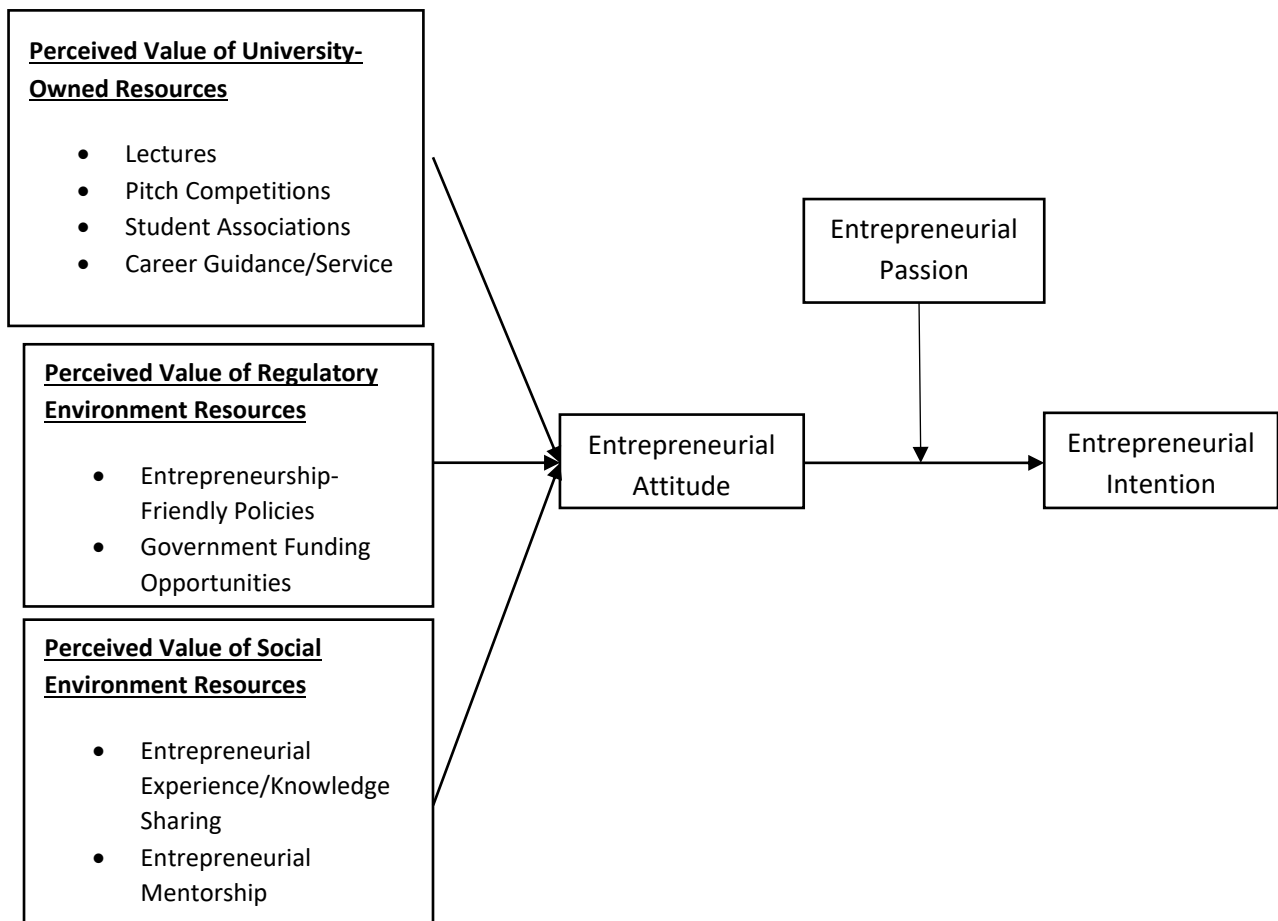 Perceived Value of University-
Owned Resources
• Lectures
• Pitch Competitions
• Student Associations
• Career Guidance/Service
Perceived Value of Regulatory
Environment Resources
• Entrepreneurship-
Friendly Policies
• Government Funding
Opportunities
Perceived Value of Social
Environment Resources
• Entrepreneurial
Experience/Knowledge
Sharing
• Entrepreneurial
Mentorship
Entrepreneurial
Attitude
Entrepreneurial
Passion
Entrepreneurial
Intention